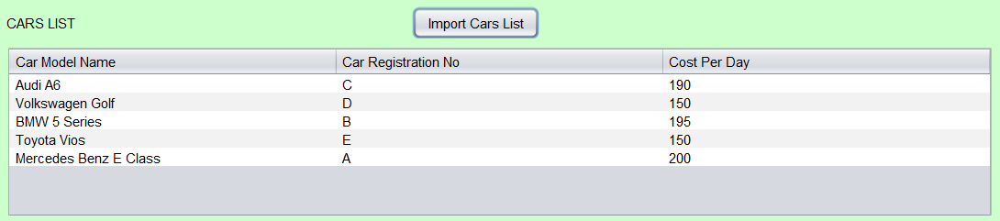 CARS LIST
Import Cars List
Car Model Name Car Registration No Cost Per Day
Audi A6 C 190
Volkswagen Golf D 150
BMW 5 Series B 195
Toyota Vios E 150
Mercedes Benz E Class A 200